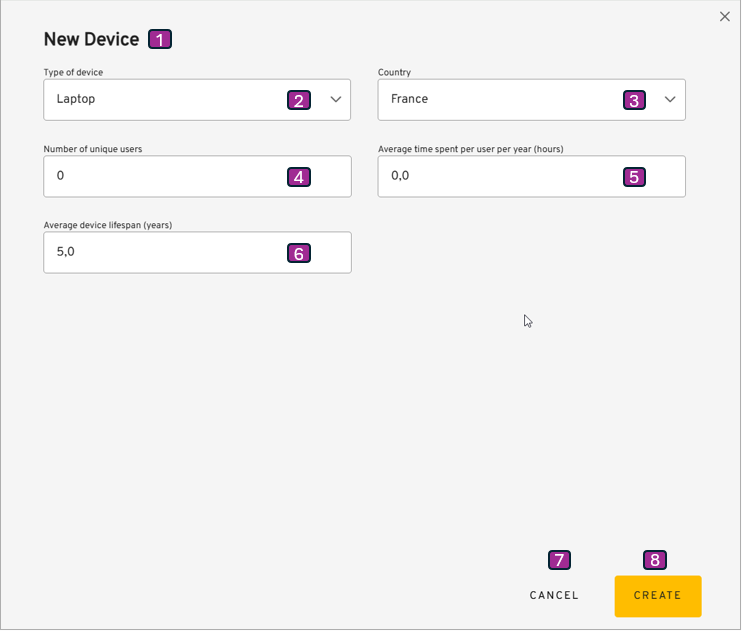 New Device 1
Type of device
Country
Laptop 2
France 3
Number of unique users
Average time spent per user per year (hours)
0 4
0,0 5
Average device lifespan (years)
5,0 6
7 8
CANCEL CREATE